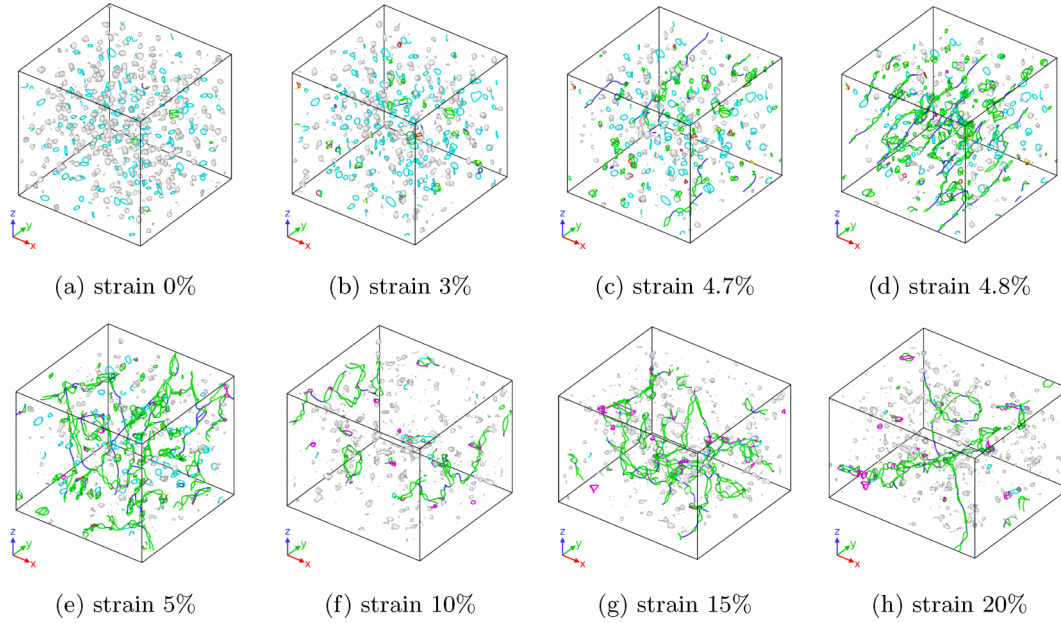 z y x
z y x
z y x
z y x
(a) strain 0%
(b) strain 3%
(c) strain 4.7%
(d) strain 4.8%
z y x
z y x
z y x
z y x
(e) strain 5%
(f) strain 10%
(g) strain 15%
(h) strain 20%